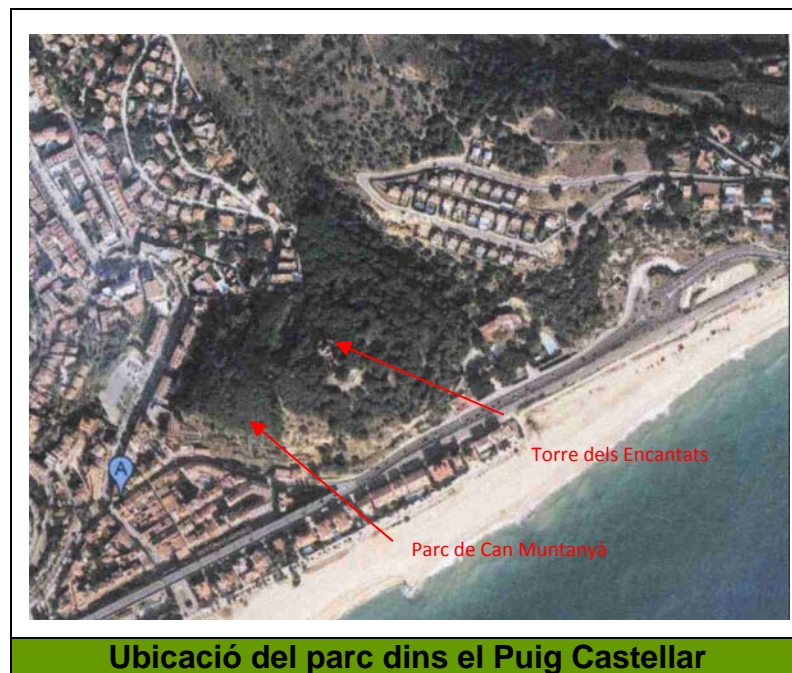 A
Torre dels Encantats
Parc de Can Muntanyà
Ubicació del parc dins el Puig Castellar